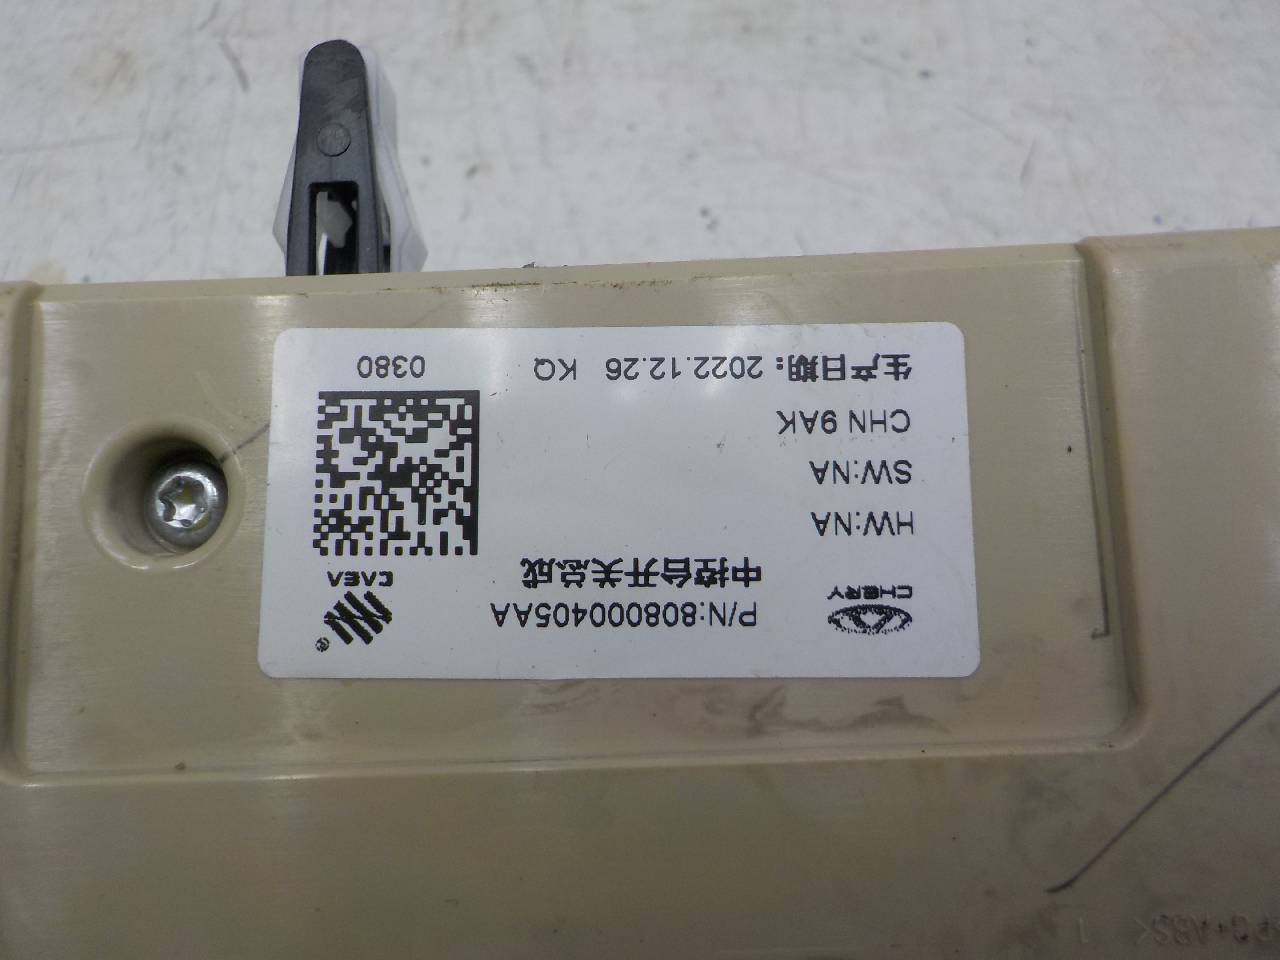 CHERY
P/N:808000405AA
中控台开关总成
CAEA
HW:NA
SW:NA
CHN 9AK
生产日期：2022.12.26 KQ
0380